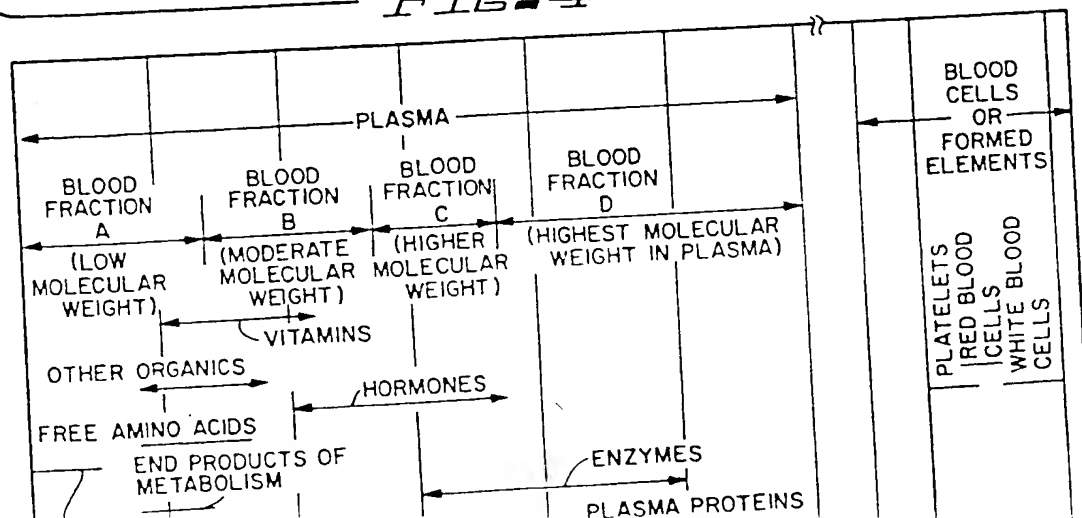 FIG. 4
PLASMA
BLOOD
CELLS
OR
FORMED
ELEMENTS
BLOOD
FRACTION
A
(LOW
MOLECULAR
WEIGHT)
BLOOD
FRACTION
B
(MODERATE
MOLECULAR
WEIGHT)
BLOOD
FRACTION
C
(HIGHER
MOLECULAR
WEIGHT)
BLOOD
FRACTION
D
(HIGHEST MOLECULAR
WEIGHT IN PLASMA)
PLATELETS
RED BLOOD
CELLS
WHITE BLOOD
CELLS
VITAMINS
OTHER ORGANICS
HORMONES
FREE AMINO ACIDS
END PRODUCTS OF
METABOLISM
ENZYMES
PLASMA PROTEINS